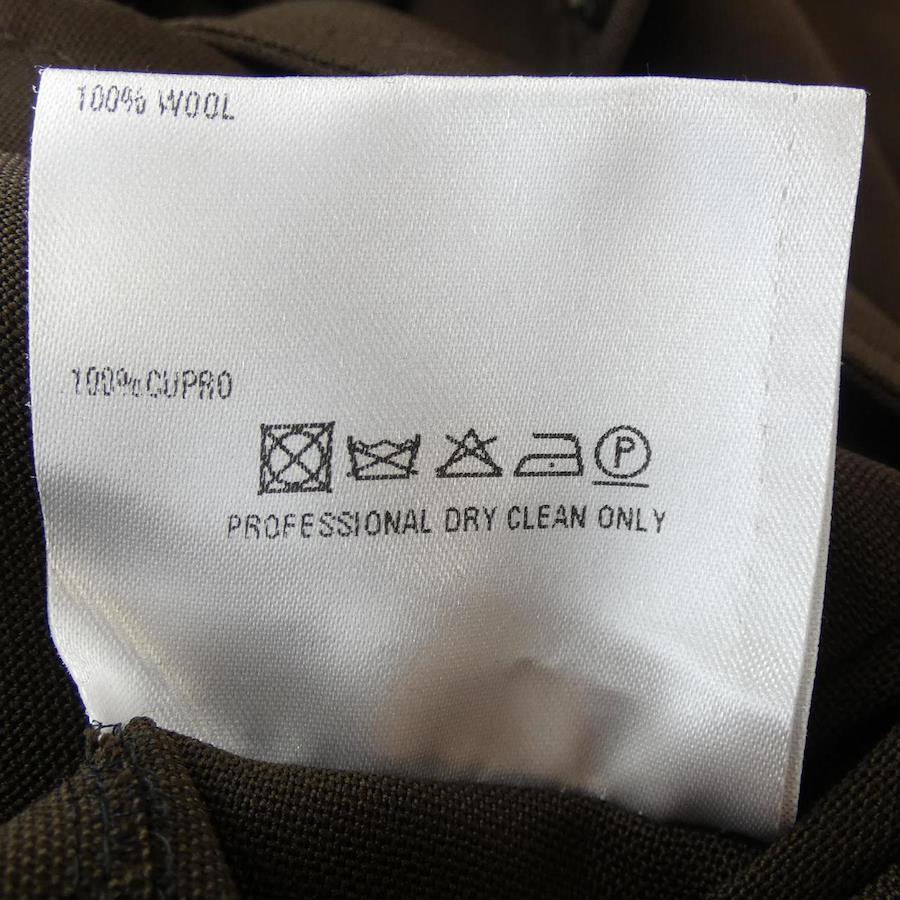 100% WOOL
100%CUPRO
P
PROFESSIONAL DRY CLEAN ONLY